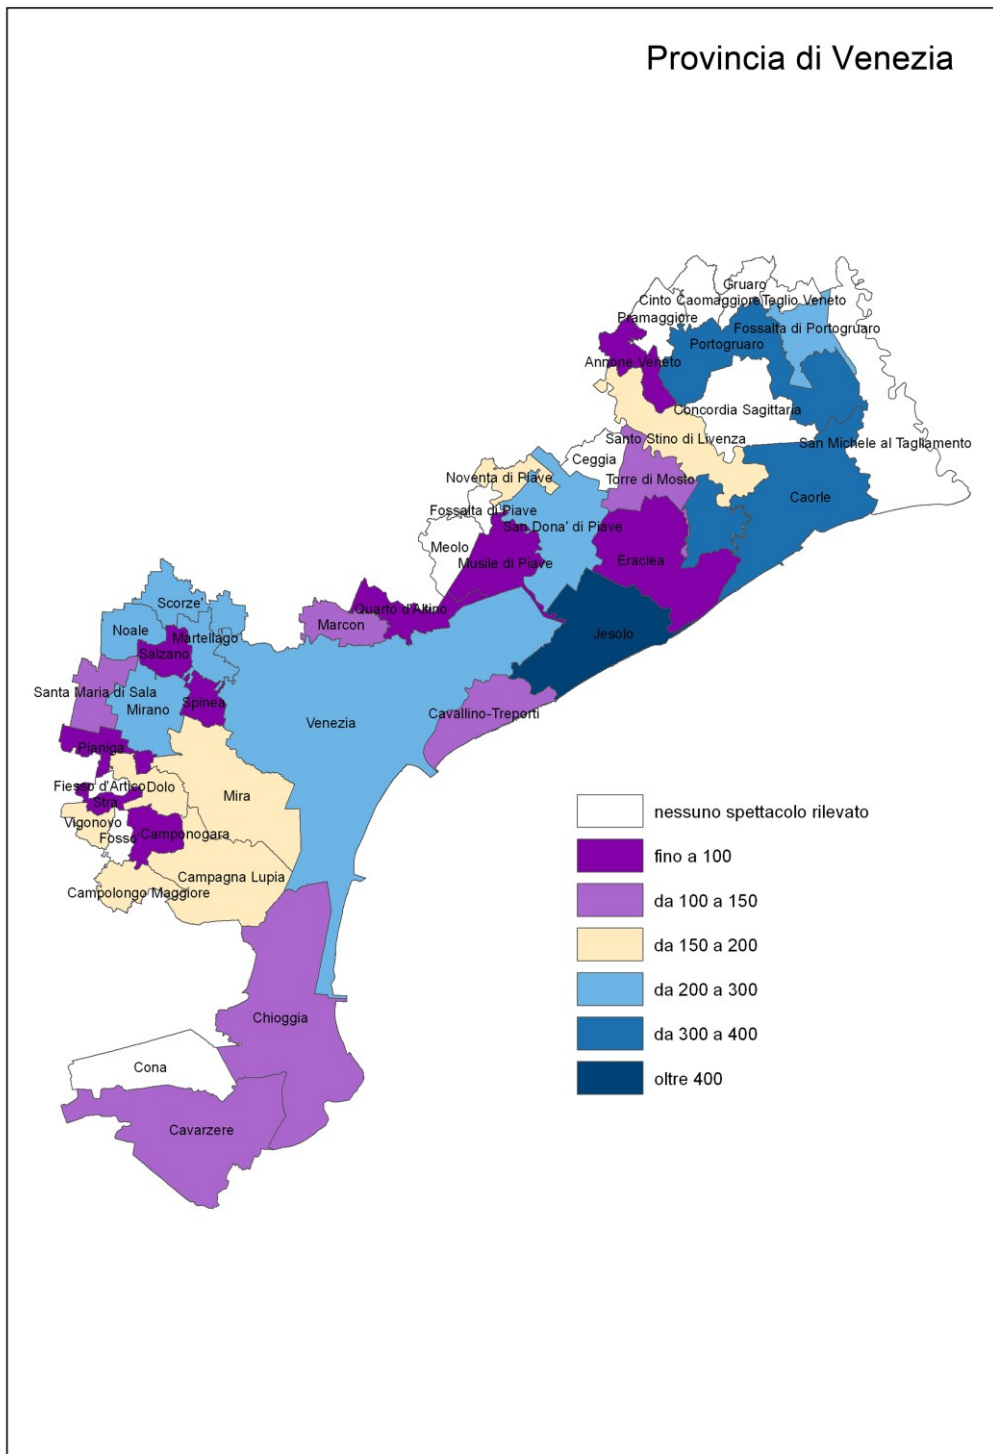 Provincia di Venezia
Gruaro
Cinto Caomaggiore
Teglio Veneto
Pramaggiore
Fossalta di Portogruaro
Portogruaro
Annone Veneto
Concordia Sagittaria
Santo Stino di Livenza
San Michele al Tagliamento
Ceggia
Noventa di Piave
Torre di Mosto
Caorle
Fossalta di Piave
San Dona' di Piave
Meolo
Musile di Piave
Eraclea
Scorze'
Quarto d'Altino
Marcon
Noale
Martellago
Jesolo
Salzano
Santa Maria di Sala
Mirano
Spinea
Venezia
Cavallino-Treporti
Pianiga
Fiesso d'Artico
Dolo
Mira
Stra
Vigonovo
Fosso'
Camponogara
Campagna Lupia
Campolongo Maggiore
Chioggia
Cona
Cavarzere
nessuno spettacolo rilevato
fino a 100
da 100 a 150
da 150 a 200
da 200 a 300
da 300 a 400
oltre 400